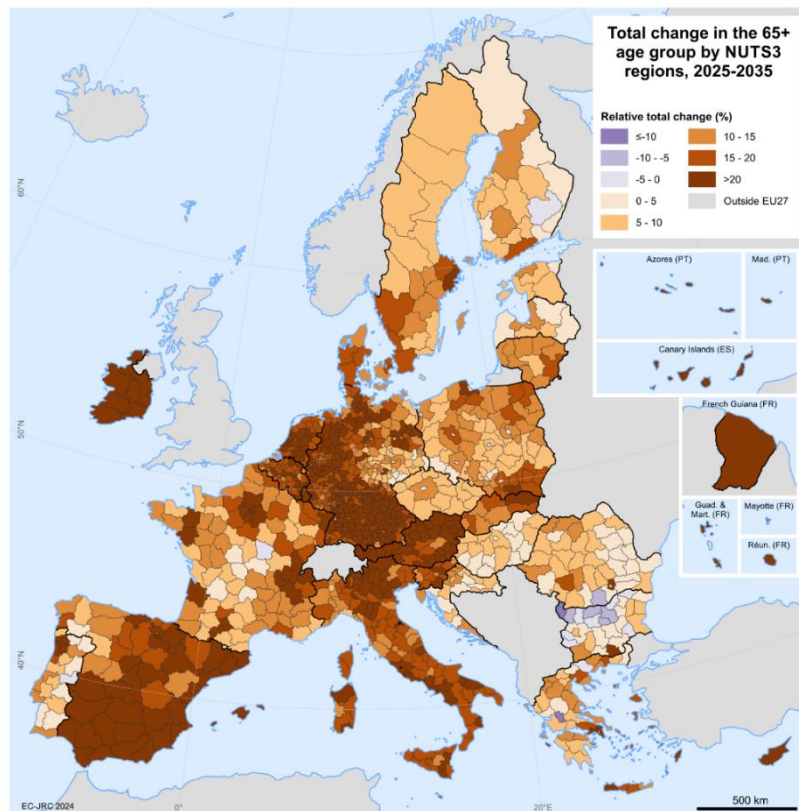 Total change in the 65+
age group by NUTS3
regions, 2025-2035
Relative total change (%)
≤-10
-10 - -5
-5 - 0
0 - 5
5 - 10
10 - 15
15 - 20
>20
Outside EU27
Azores (PT)
Mad. (PT)
Canary Islands (ES)
French Guiana (FR)
Guad. &
Mart. (FR)
Mayotte
(FR)
Réun. (FR)
60°N
50°N
40°N
EC-JRC 2024
0°
20°E
500 km